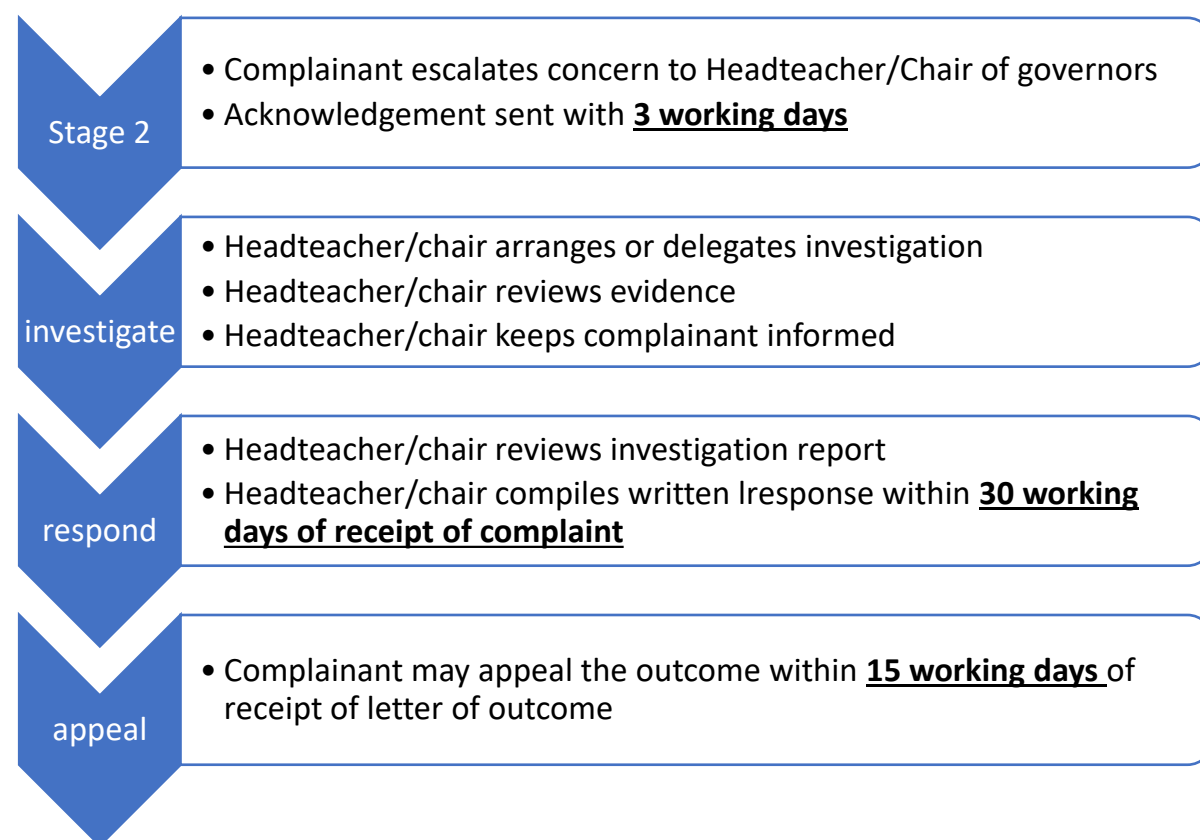 Stage 2
• Complainant escalates concern to Headteacher/Chair of governors
• Acknowledgement sent with 3 working days
investigate
• Headteacher/chair arranges or delegates investigation
• Headteacher/chair reviews evidence
• Headteacher/chair keeps complainant informed
respond
• Headteacher/chair reviews investigation report
• Headteacher/chair compiles written lresponse within 30 working
days of receipt of complaint
appeal
• Complainant may appeal the outcome within 15 working days of
receipt of letter of outcome